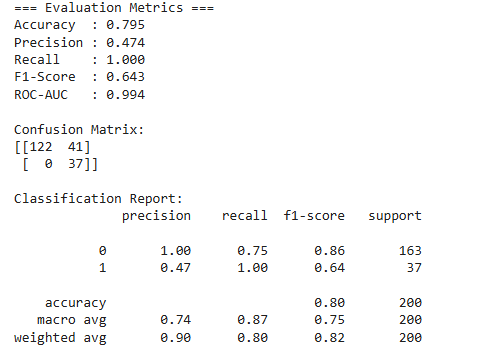 === Evaluation Metrics ===
Accuracy  : 0.795
Precision : 0.474
Recall    : 1.000
F1-Score  : 0.643
ROC-AUC   : 0.994

Confusion Matrix:
[[122  41]
 [  0  37]]

Classification Report:
              precision    recall  f1-score   support

           0       1.00      0.75      0.86       163
           1       0.47      1.00      0.64        37

    accuracy                           0.80       200
   macro avg       0.74      0.87      0.75       200
weighted avg       0.90      0.80      0.82       200